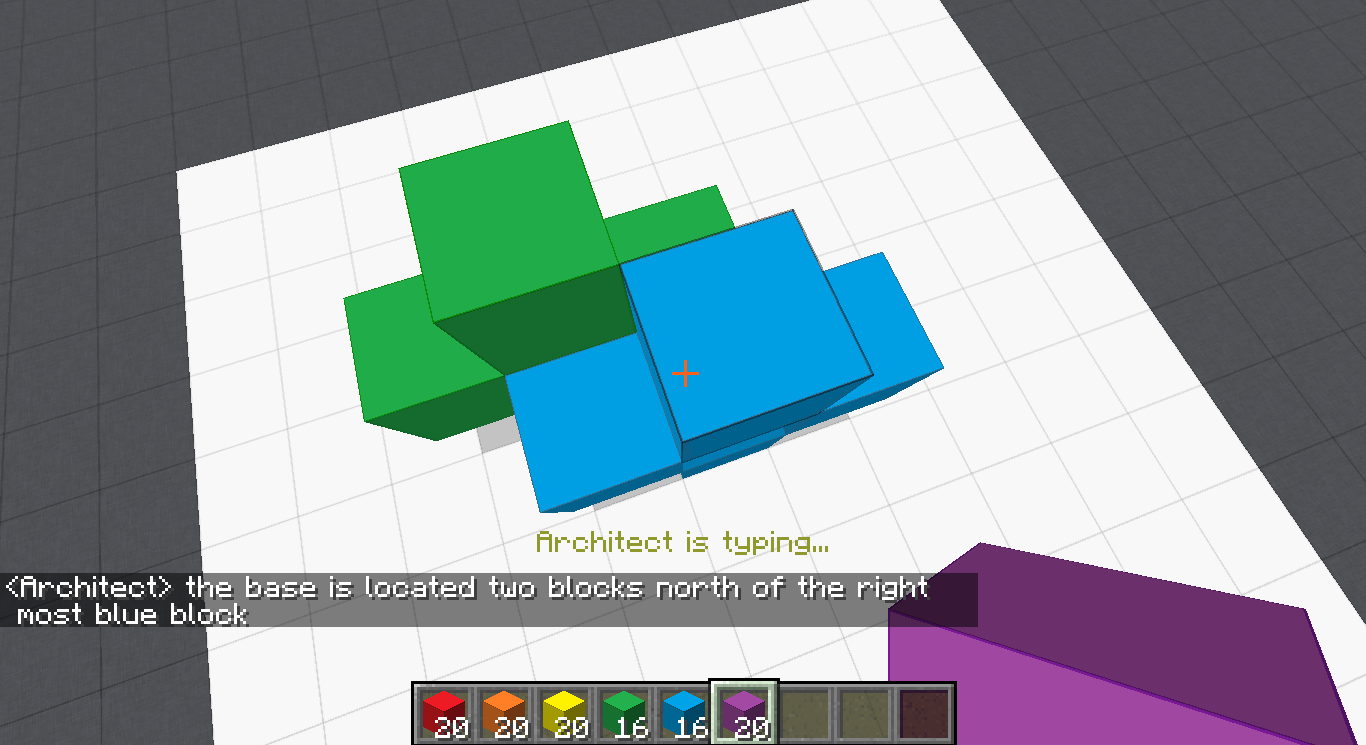 Architect is typing...
<Architect> the base is located two blocks north of the right
most blue block
20 20 20 16 16 20